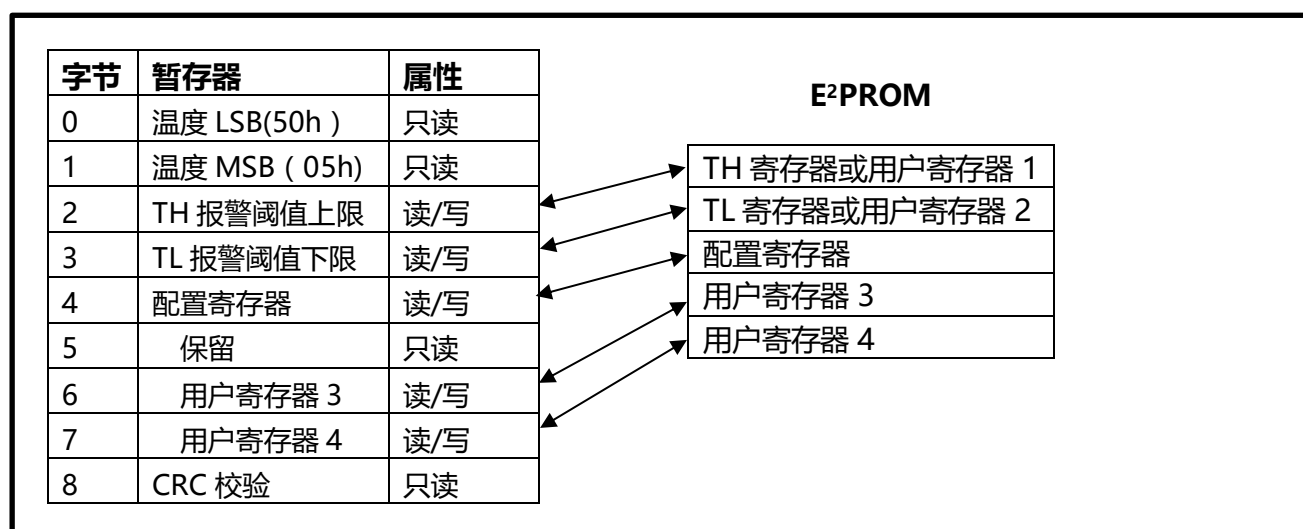 字节 暂存器 属性
0 温度 LSB(50h ) 只读
1 温度 MSB ( 05h) 只读
2 TH 报警阈值上限 读/写
3 TL 报警阈值下限 读/写
4 配置寄存器 读/写
5 保留 只读
6 用户寄存器 3 读/写
7 用户寄存器 4 读/写
8 CRC 校验 只读
E²PROM
TH 寄存器或用户寄存器 1
TL 寄存器或用户寄存器 2
配置寄存器
用户寄存器 3
用户寄存器 4